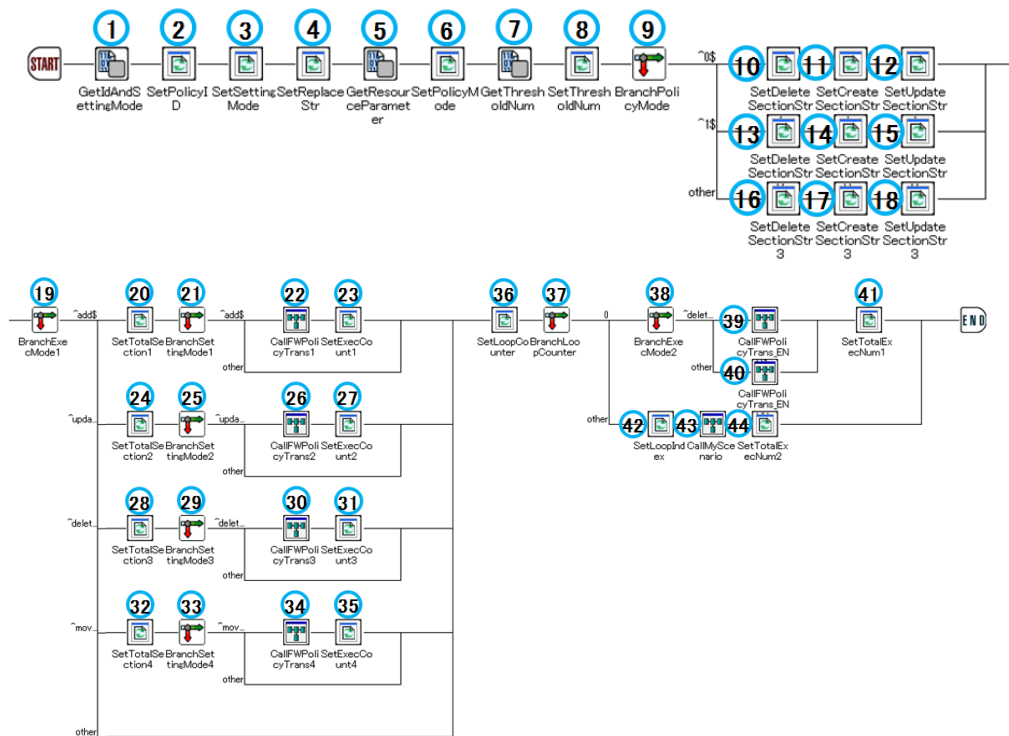 1 2 3 4 5 6 7 8 9
START
GetIdAndS SetPolicyI SetSetting SetReplace GetResour SetPolicyM GetThresh SetThresh BranchPoli
ettingMode D Mode Str ceParamet ode oldNum oldNum cyMode
er
^0$ 10 11 12
SetDelete SetCreate SetUpdate
SectionStr SectionStr SectionStr
^1$ 13 14 15
SetDelete SetCreate SetUpdate
SectionStr SectionStr SectionStr
other 16 17 18
SetDelete SetCreate SetUpdate
SectionStr SectionStr SectionStr
3 3 3
19 20 21 22 23 36 37 38 39 41
^add$ ^add$ 0 ^delet... END
BranchExe SetTotalSe BranchSet CallFWPoli SetExecCo SetLoopCo BranchLoo BranchExe CallFWPol SetTotalEx
cMode1 ction1 tingMode1 cyTrans1 unt1 unter pCounter cMode2 icyTrans_EN ecNum1
other other 40
CallFWPol
icyTrans_EN
24 25 26 27
^upda... ^upda... other 42 43 44
SetTotalSe BranchSet CallFWPoli SetExecCo SetLoopInd CallMySce SetTotalEx
ction2 tingMode2 cyTrans2 unt2 ex nario ecNum2
other
28 29 30 31
^delet... ^delet...
SetTotalSe BranchSet CallFWPoli SetExecCo
ction3 tingMode3 cyTrans3 unt3
other
32 33 34 35
^mov... ^mov...
SetTotalSe BranchSet CallFWPoli SetExecCo
ction4 tingMode4 cyTrans4 unt4
other
other